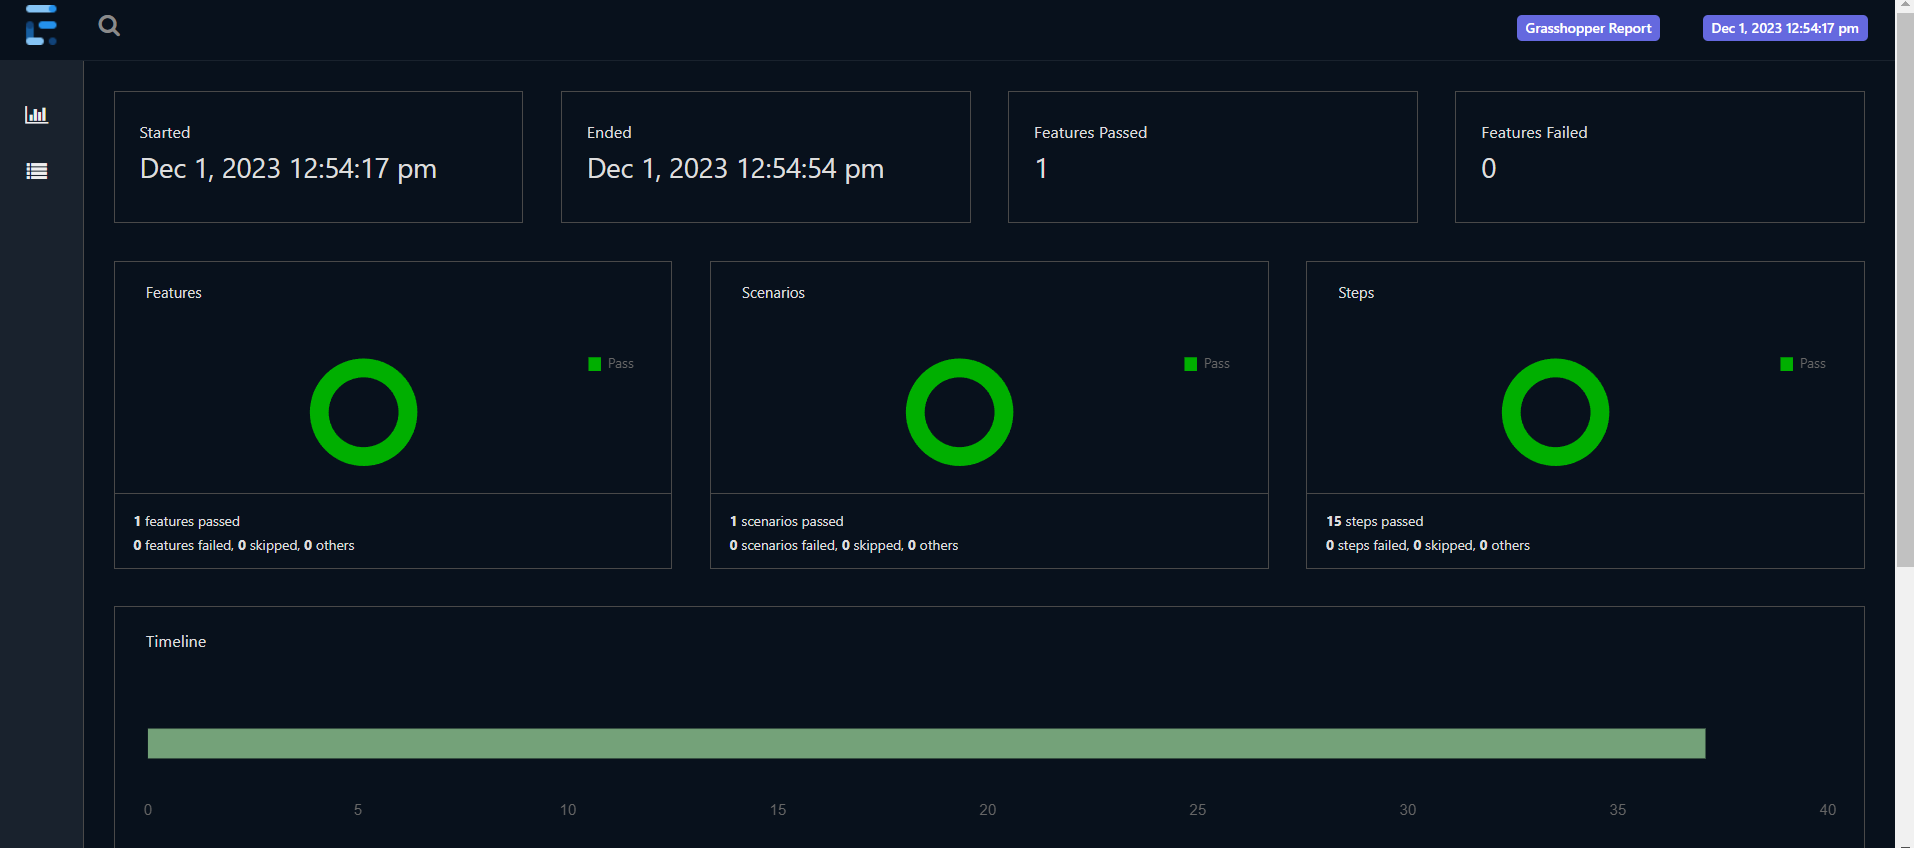 Grasshopper Report
Dec 1, 2023 12:54:17 pm
Started
Dec 1, 2023 12:54:17 pm
Ended
Dec 1, 2023 12:54:54 pm
Features Passed
1
Features Failed
0
Features
Pass
1 features passed
0 features failed, 0 skipped, 0 others
Scenarios
Pass
1 scenarios passed
0 scenarios failed, 0 skipped, 0 others
Steps
Pass
15 steps passed
0 steps failed, 0 skipped, 0 others
Timeline
0 5 10 15 20 25 30 35 40